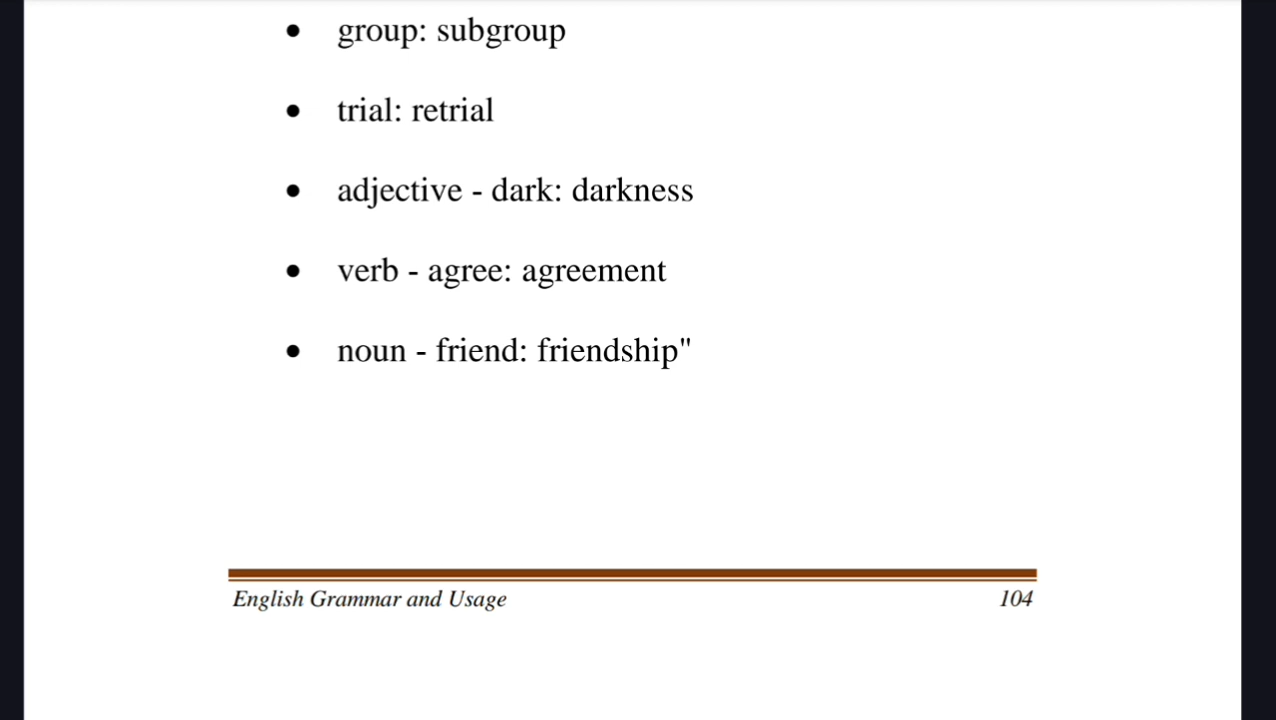 • group: subgroup
• trial: retrial
• adjective - dark: darkness
• verb - agree: agreement
• noun - friend: friendship"
English Grammar and Usage 104